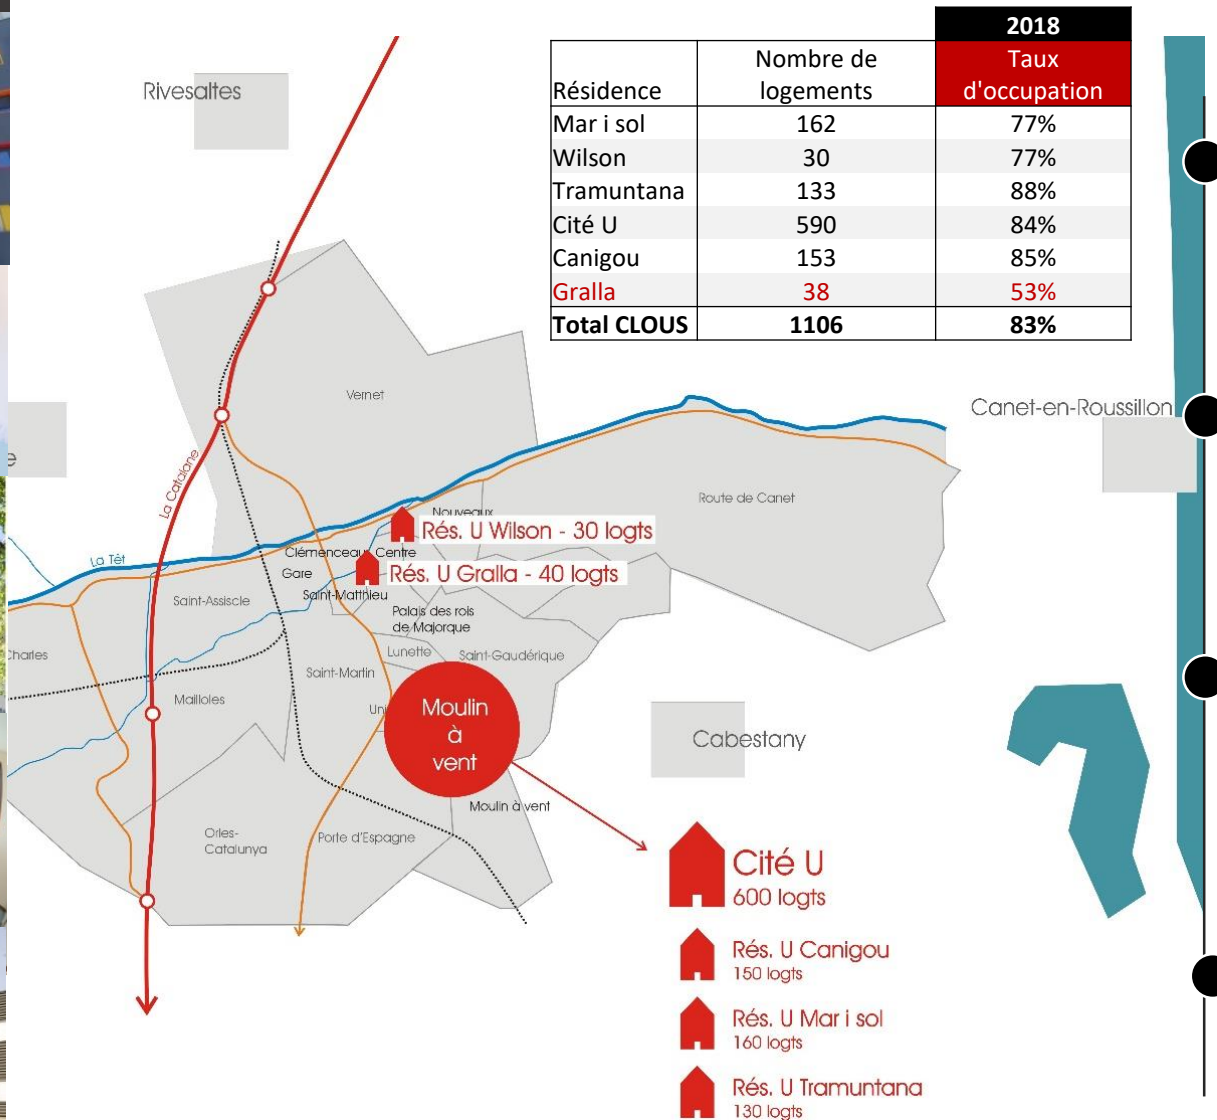 2018
Résidence Nombre de logements Taux d'occupation
Mar i sol 162 77%
Wilson 30 77%
Tramuntana 133 88%
Cité U 590 84%
Canigou 153 85%
Gralla 38 53%
Total CLOUS 1106 83%
Rivesaltes
Vernet
Canet-en-Roussillon
La Catalane
Route de Canet
Nouveaux
Rés. U Wilson - 30 logts
La Têt
Clémenceau Centre
Gare
Rés. U Gralla - 40 logts
Saint-Matthieu
Saint-Assiscle
Palais des rois
de Majorque
Lunette
Saint-Gaudérique
Saint-Martin
Mailloles
Moulin
à
vent
Cabestany
Moulin à vent
Orles-
Catalunya
Porte d'Espagne
Cité U
600 logts
Rés. U Canigou
150 logts
Rés. U Mar i sol
160 logts
Rés. U Tramuntana
130 logts